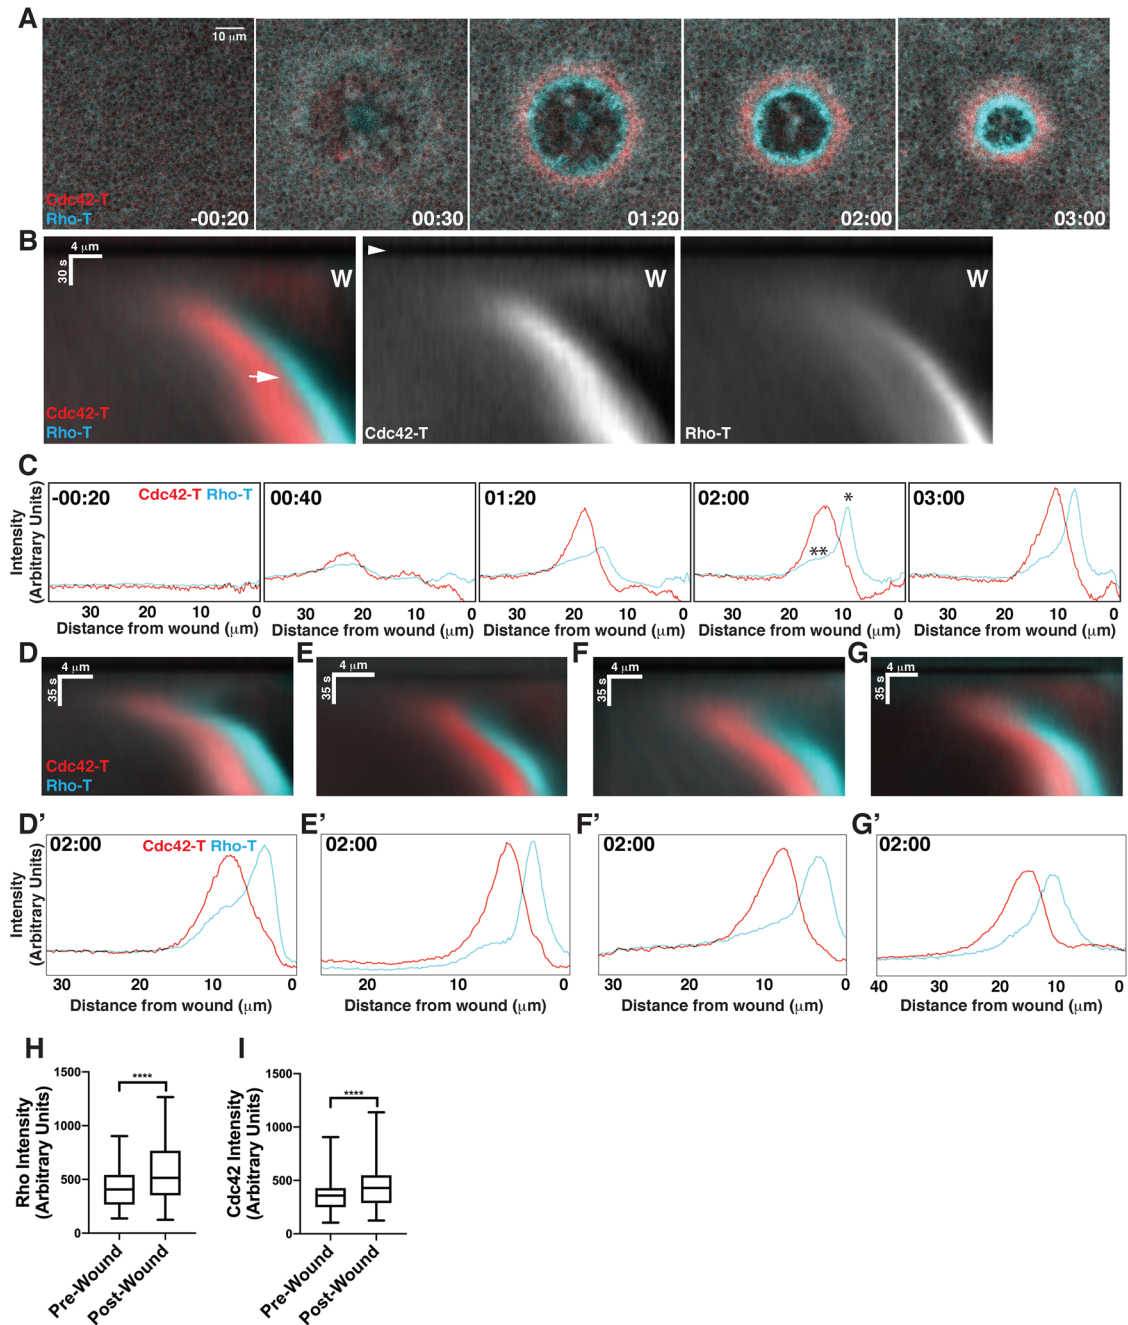 A
10 µm
Cdc42-T
Rho-T
-00:20
00:30
01:20
02:00
03:00
B
4 µm
30 s
W
W
W
Cdc42-T
Rho-T
Cdc42-T
Rho-T
C
Intensity
(Arbitrary Units)
-00:20
Cdc42-T Rho-T
00:40
01:20
02:00
*
**
03:00
30 20 10 0
30 20 10 0
30 20 10 0
30 20 10 0
30 20 10 0
Distance from wound (µm)
Distance from wound (µm)
Distance from wound (µm)
Distance from wound (µm)
Distance from wound (µm)
D
4 µm
35 s
Cdc42-T
Rho-T
E
4 µm
35 s
F
4 µm
35 s
G
4 µm
35 s
D'
Intensity
(Arbitrary Units)
02:00
Cdc42-T Rho-T
30 20 10 0
Distance from wound (µm)
E'
02:00
20 10 0
Distance from wound (µm)
F'
02:00
30 20 10 0
Distance from wound (µm)
G'
02:00
40 30 20 10 0
Distance from wound (µm)
H
Rho Intensity
(Arbitrary Units)
1500
1000
500
0
****
Pre-Wound
Post-Wound
I
Cdc42 Intensity
(Arbitrary Units)
1500
1000
500
0
****
Pre-Wound
Post-Wound